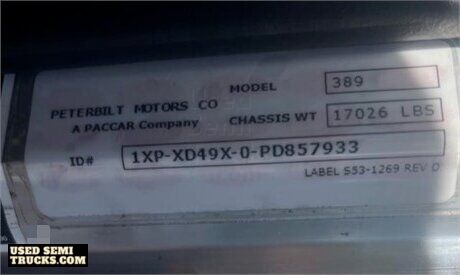 MODEL 389
PETERBILT MOTORS CO
A PACCAR Company CHASSIS WT 17026 LBS
ID# 1XP-XD49X-0-PD857933
LABEL S53-1269 REV D
USED SEMI
TRUCKS.COM